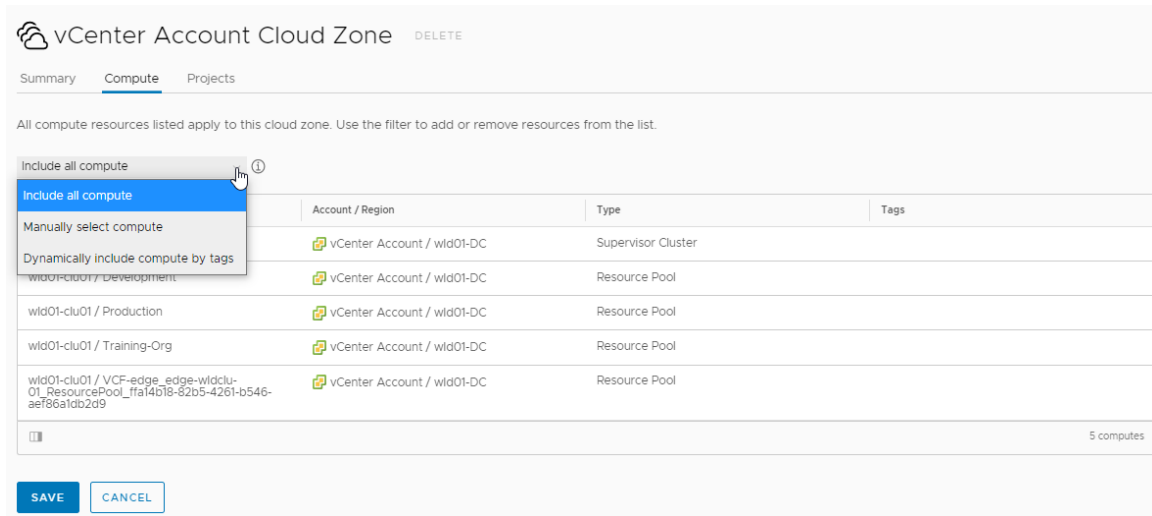 vCenter Account Cloud Zone DELETE
Summary Compute Projects
All compute resources listed apply to this cloud zone. Use the filter to add or remove resources from the list.
Include all compute
Include all compute
Manually select compute
Dynamically include compute by tags
Account / Region Type Tags
vCenter Account / wld01-DC Supervisor Cluster
wld01-clu01 / Development vCenter Account / wld01-DC Resource Pool
wld01-clu01 / Production vCenter Account / wld01-DC Resource Pool
wld01-clu01 / Training-Org vCenter Account / wld01-DC Resource Pool
wld01-clu01 / VCF-edge_edge-wldclu- vCenter Account / wld01-DC Resource Pool
01_ResourcePool_ffa14b18-82b5-4261-b546-
aef86a1db2d9
5 computes
SAVE CANCEL